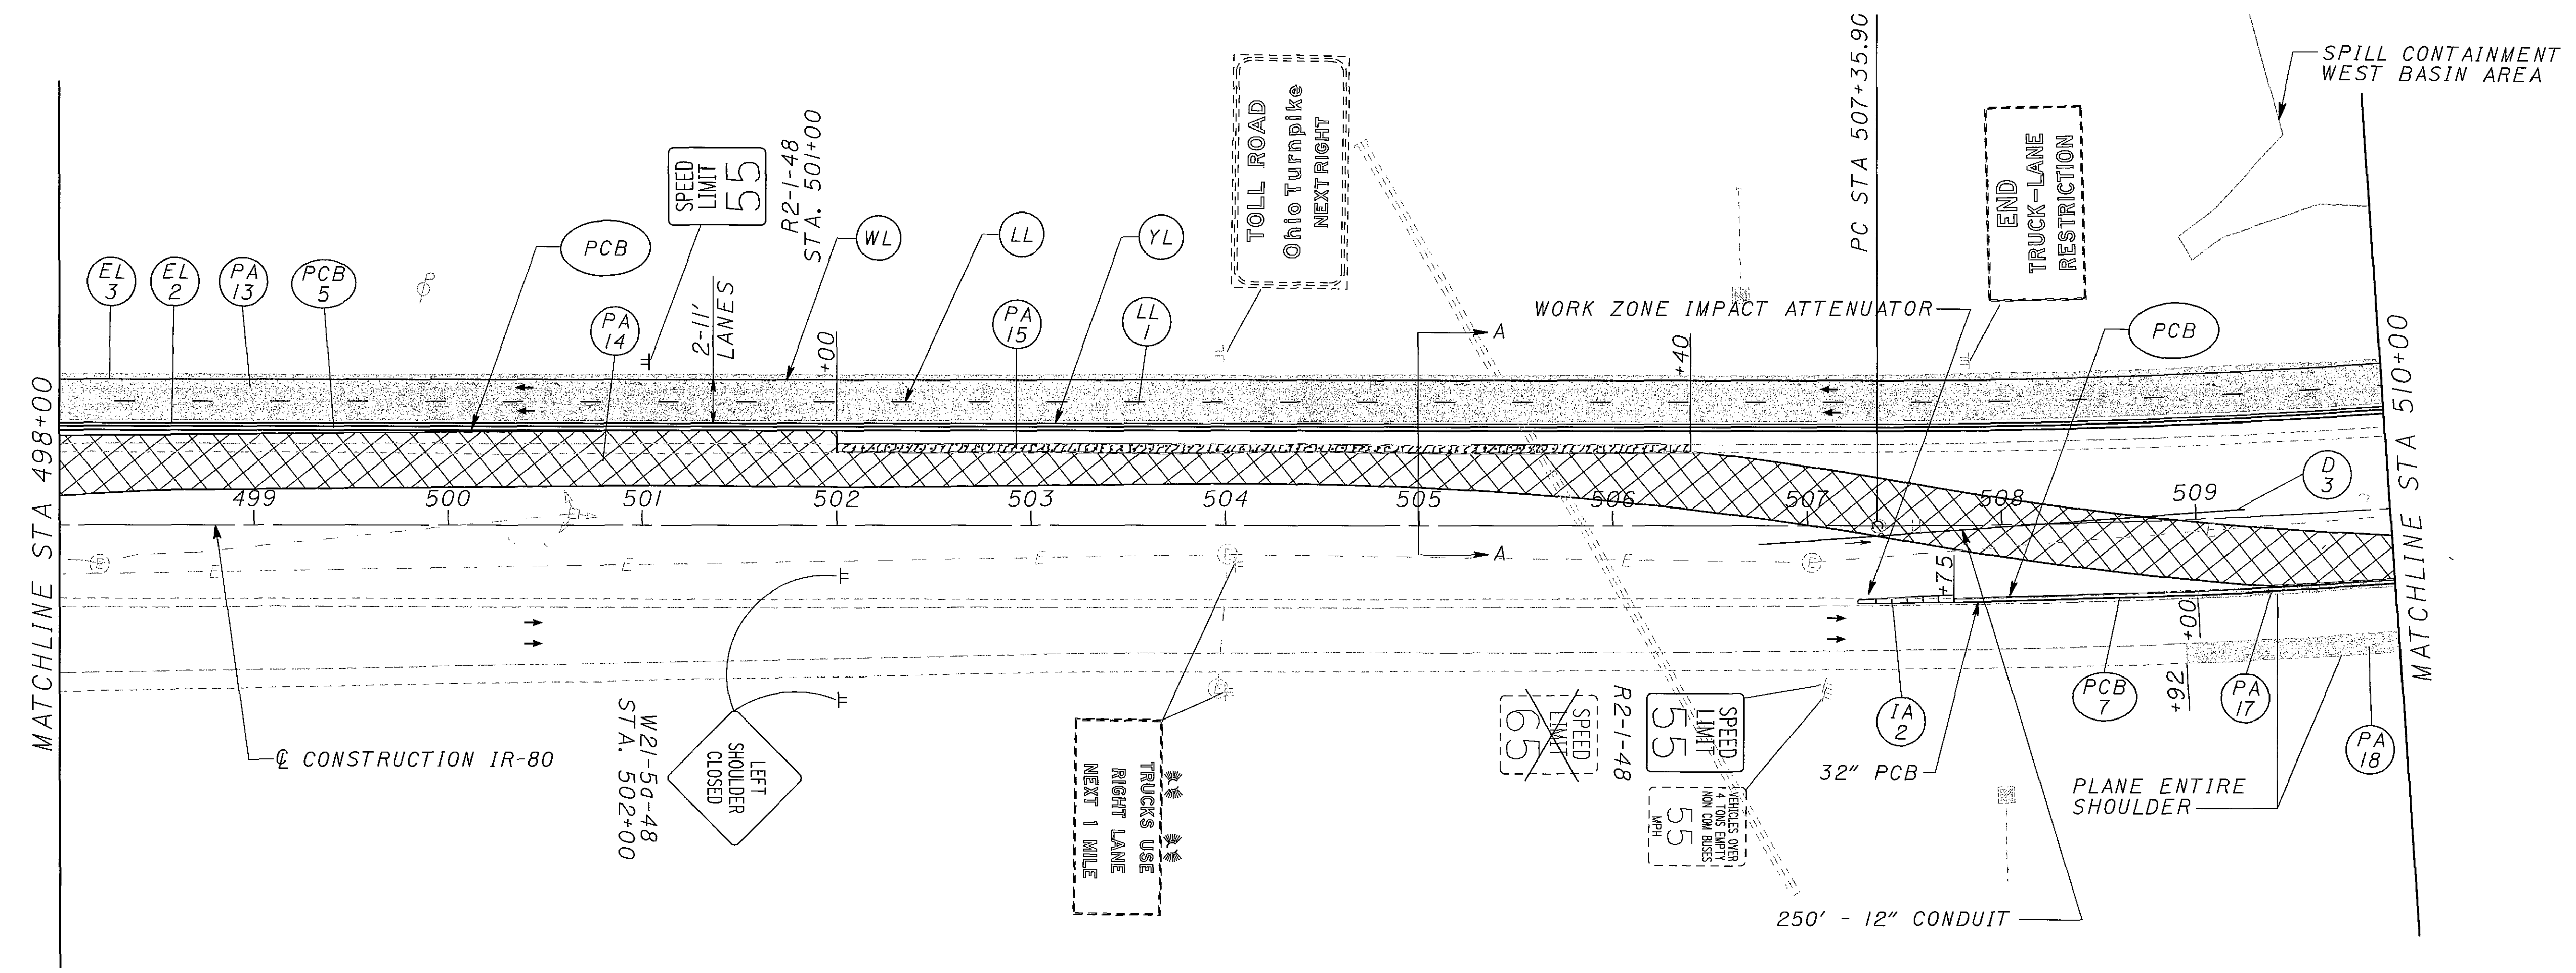 MATCHLINE STA 498+00
EL
3
EL
2
PA
13
PCB
5
P
PCB
PA
14
SPEED
LIMIT
55
R2-1-48
STA. 501+00
2-11'
LANES
WL
+00
LL
PA
15
YL
LL
1
TOLL ROAD
Ohio Turnpike
NEXT RIGHT
A
A
WORK ZONE IMPACT ATTENUATOR
+40
PC STA 507+35.90
END
TRUCK-LANE
RESTRICTION
PCB
SPILL CONTAINMENT
WEST BASIN AREA
MATCHLINE STA 510+00
D
3
499
500
501
502
503
504
505
506
507
508
509
E
E
E
E
E
E
E
E
E
℄ CONSTRUCTION IR-80
W21-5a-48
STA. 502+00
LEFT
SHOULDER
CLOSED
TRUCKS USE
RIGHT LANE
NEXT 1 MILE
SPEED
LIMIT
65
R2-1-48
SPEED
LIMIT
55
VEHICLES OVER
4 TONS EMPTY
NON COM BUSES
55
MPH
+75
IA
2
32" PCB
250' - 12" CONDUIT
PCB
7
+00
+92
PA
17
PLANE ENTIRE
SHOULDER
PA
18